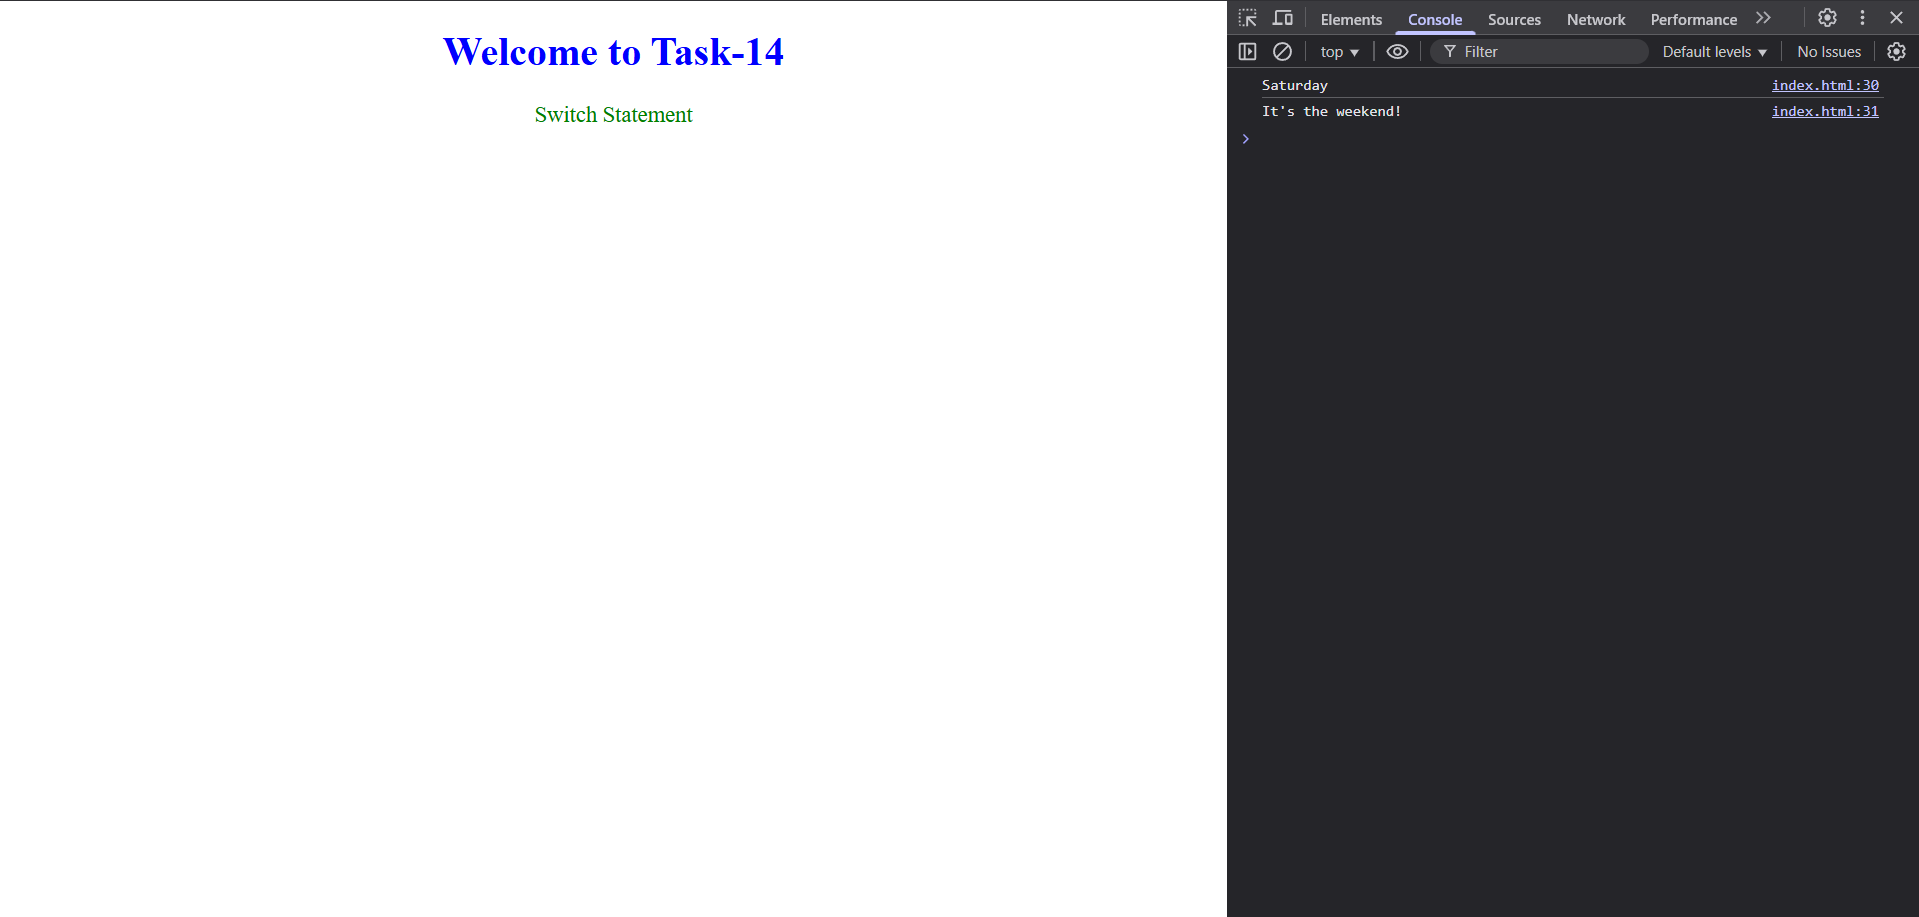 Welcome to Task-14
Switch Statement
Elements Console Sources Network Performance
top Filter Default levels No Issues
Saturday index.html:30
It's the weekend! index.html:31